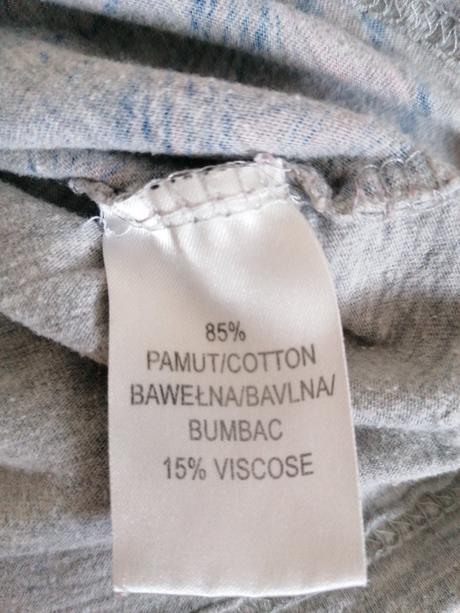 85%
PAMUT/COTTON
BAWEŁNA/BAVLNA/
BUMBAC
15% VISCOSE